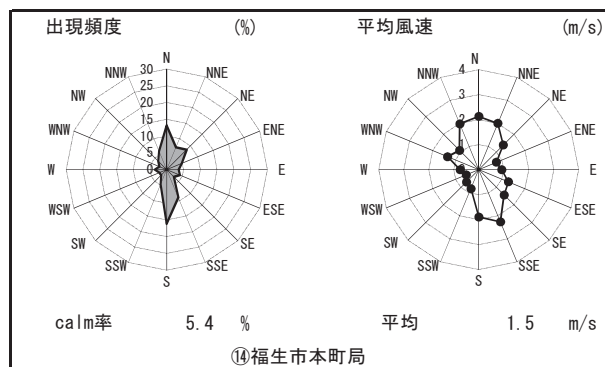 出現頻度 (%) 平均風速 (m/s)
N N
NNW 30 NNE NNW 4 NNE
25
NW 20 NE NW 3 NE
15
WNW 10 ENE WNW 2 ENE
5 1
W 0 E W 0 E
WSW ESE WSW ESE
SW SE SW SE
SSW SSE SSW SSE
S S
calm率 5.4 % 平均 1.5 m/s
⑭福生市本町局